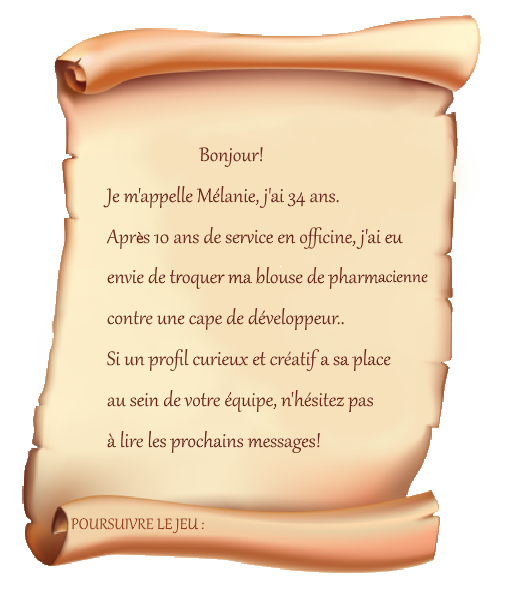 Bonjour!
Je m'appelle Mélanie, j'ai 34 ans.
Après 10 ans de service en officine, j'ai eu
envie de troquer ma blouse de pharmacienne
contre une cape de développeur..
Si un profil curieux et créatif a sa place
au sein de votre équipe, n'hésitez pas
à lire les prochains messages!
POURSUIVRE LE JEU :